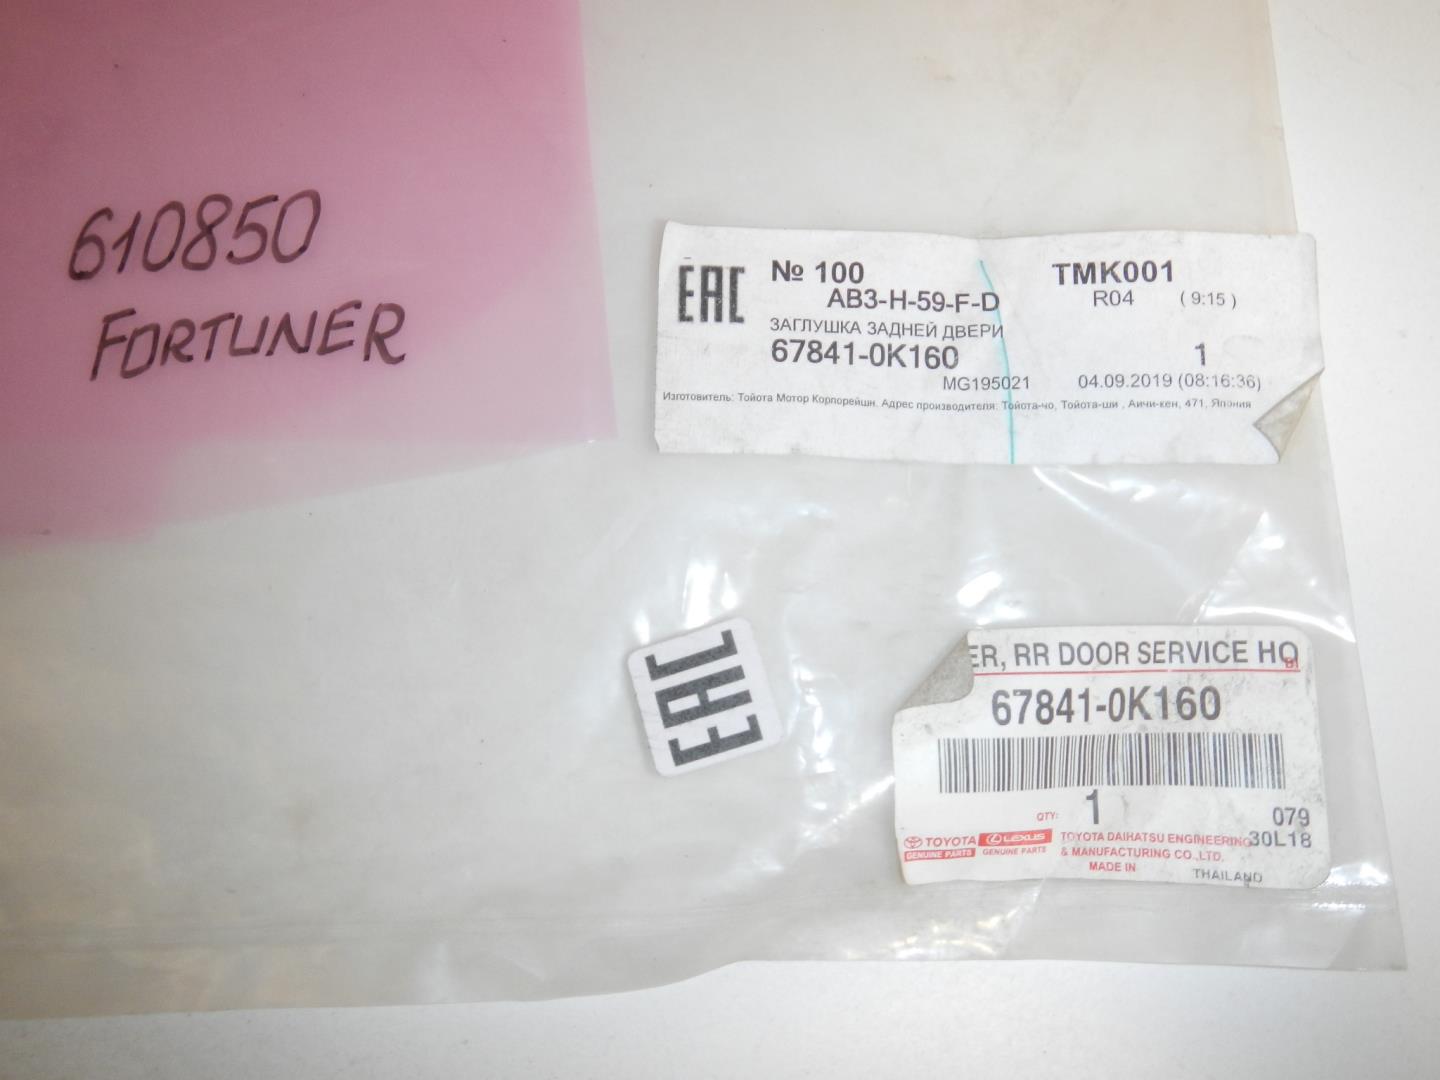 610850
FORTUNER
EAC
№ 100
TMK001
AB3-H-59-F-D
R04 ( 9:15 )
ЗАГЛУШКА ЗАДНЕЙ ДВЕРИ
67841-0K160
1
MG195021
04.09.2019 (08:16:36)
Изготовитель: Тойота Мотор Корпорейшн. Адрес производителя: Тойота-чо, Тойота-ши , Аичи-кен, 471, Япония
EAC
ER, RR DOOR SERVICE HO
67841-0K160
QTY: 1
079
30L18
TOYOTA
GENUINE PARTS
LEXUS
GENUINE PARTS
TOYOTA DAIHATSU ENGINEERING
& MANUFACTURING CO.,LTD.
MADE IN THAILAND